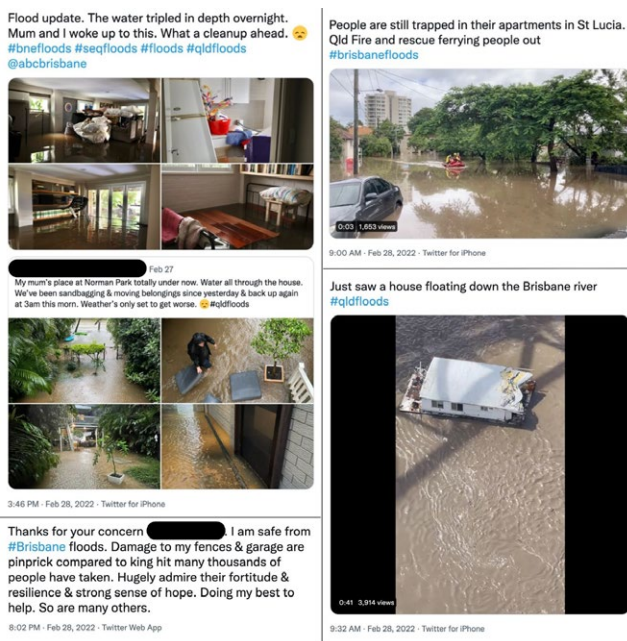 Flood update. The water tripled in depth overnight.
Mum and I woke up to this. What a cleanup ahead. 😞
#bnefloods #seqfloods #floods #qldfloods
@abcbrisbane
Feb 27
My mum's place at Norman Park totally under now. Water all through the house.
We've been sandbagging & moving belongings since yesterday & back up again
at 3am this morn. Weather's only set to get worse. 😞 #qldfloods
3:46 PM · Feb 28, 2022 · Twitter for iPhone
Thanks for your concern . I am safe from
#Brisbane floods. Damage to my fences & garage are
pinprick compared to king hit many thousands of
people have taken. Hugely admire their fortitude &
resilience & strong sense of hope. Doing my best to
help. So are many others.
8:02 PM · Feb 28, 2022 · Twitter Web App
People are still trapped in their apartments in St Lucia.
Qld Fire and rescue ferrying people out
#brisbanefloods
0:03 1,653 views
9:00 AM · Feb 28, 2022 · Twitter for iPhone
Just saw a house floating down the Brisbane river
#qldfloods
0:41 3,914 views
9:32 AM · Feb 28, 2022 · Twitter for iPhone